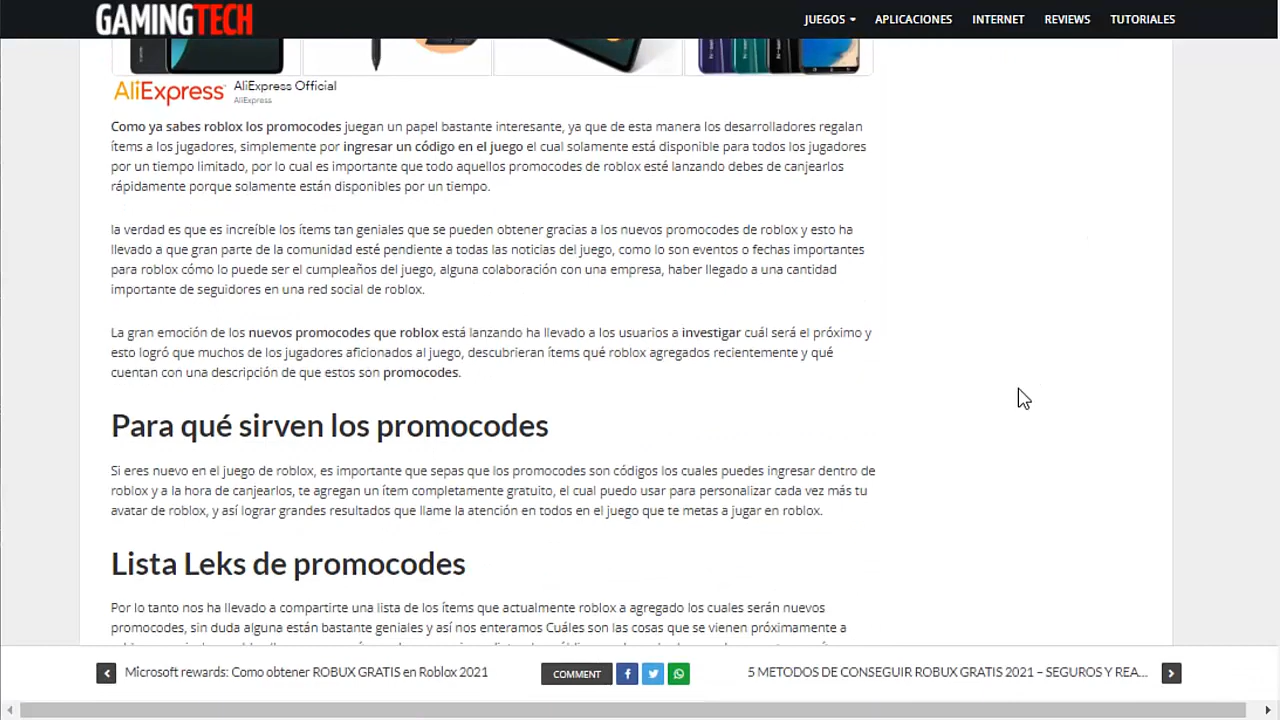 GAMINGTECH
JUEGOS APLICACIONES INTERNET REVIEWS TUTORIALES
AliExpress AliExpress Official
AliExpress
Como ya sabes roblox los promocodes juegan un papel bastante interesante, ya que de esta manera los desarrolladores regalan
ítems a los jugadores, simplemente por ingresar un código en el juego el cual solamente está disponible para todos los jugadores
por un tiempo limitado, por lo cual es importante que todo aquellos promocodes de roblox esté lanzando debes de canjearlos
rápidamente porque solamente están disponibles por un tiempo.
la verdad es que es increíble los ítems tan geniales que se pueden obtener gracias a los nuevos promocodes de roblox y esto ha
llevado a que gran parte de la comunidad esté pendiente a todas las noticias del juego, como lo son eventos o fechas importantes
para roblox cómo lo puede ser el cumpleaños del juego, alguna colaboración con una empresa, haber llegado a una cantidad
importante de seguidores en una red social de roblox.
La gran emoción de los nuevos promocodes que roblox está lanzando ha llevado a los usuarios a investigar cuál será el próximo y
esto logró que muchos de los jugadores aficionados al juego, descubrieran ítems qué roblox agregados recientemente y qué
cuentan con una descripción de que estos son promocodes.
Para qué sirven los promocodes
Si eres nuevo en el juego de roblox, es importante que sepas que los promocodes son códigos los cuales puedes ingresar dentro de
roblox y a la hora de canjearlos, te agregan un ítem completamente gratuito, el cual puedo usar para personalizar cada vez más tu
avatar de roblox, y así lograr grandes resultados que llame la atención en todos en el juego que te metas a jugar en roblox.
Lista Leks de promocodes
Por lo tanto nos ha llevado a compartirte una lista de los ítems que actualmente roblox a agregado los cuales serán nuevos
promocodes, sin duda alguna están bastante geniales y así nos enteramos Cuáles son las cosas que se vienen próximamente a
Microsoft rewards: Como obtener ROBUX GRATIS en Roblox 2021 COMMENT 5 METODOS DE CONSEGUIR ROBUX GRATIS 2021 – SEGUROS Y REA...